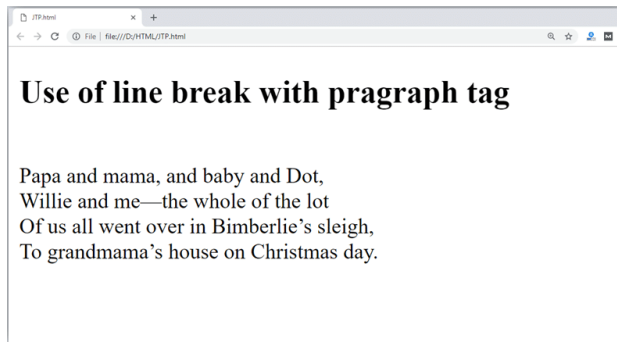 JTP.html
File | file:///D:/HTML/JTP.html
Use of line break with pragraph tag
Papa and mama, and baby and Dot,
Willie and me—the whole of the lot
Of us all went over in Bimberlie’s sleigh,
To grandmama’s house on Christmas day.